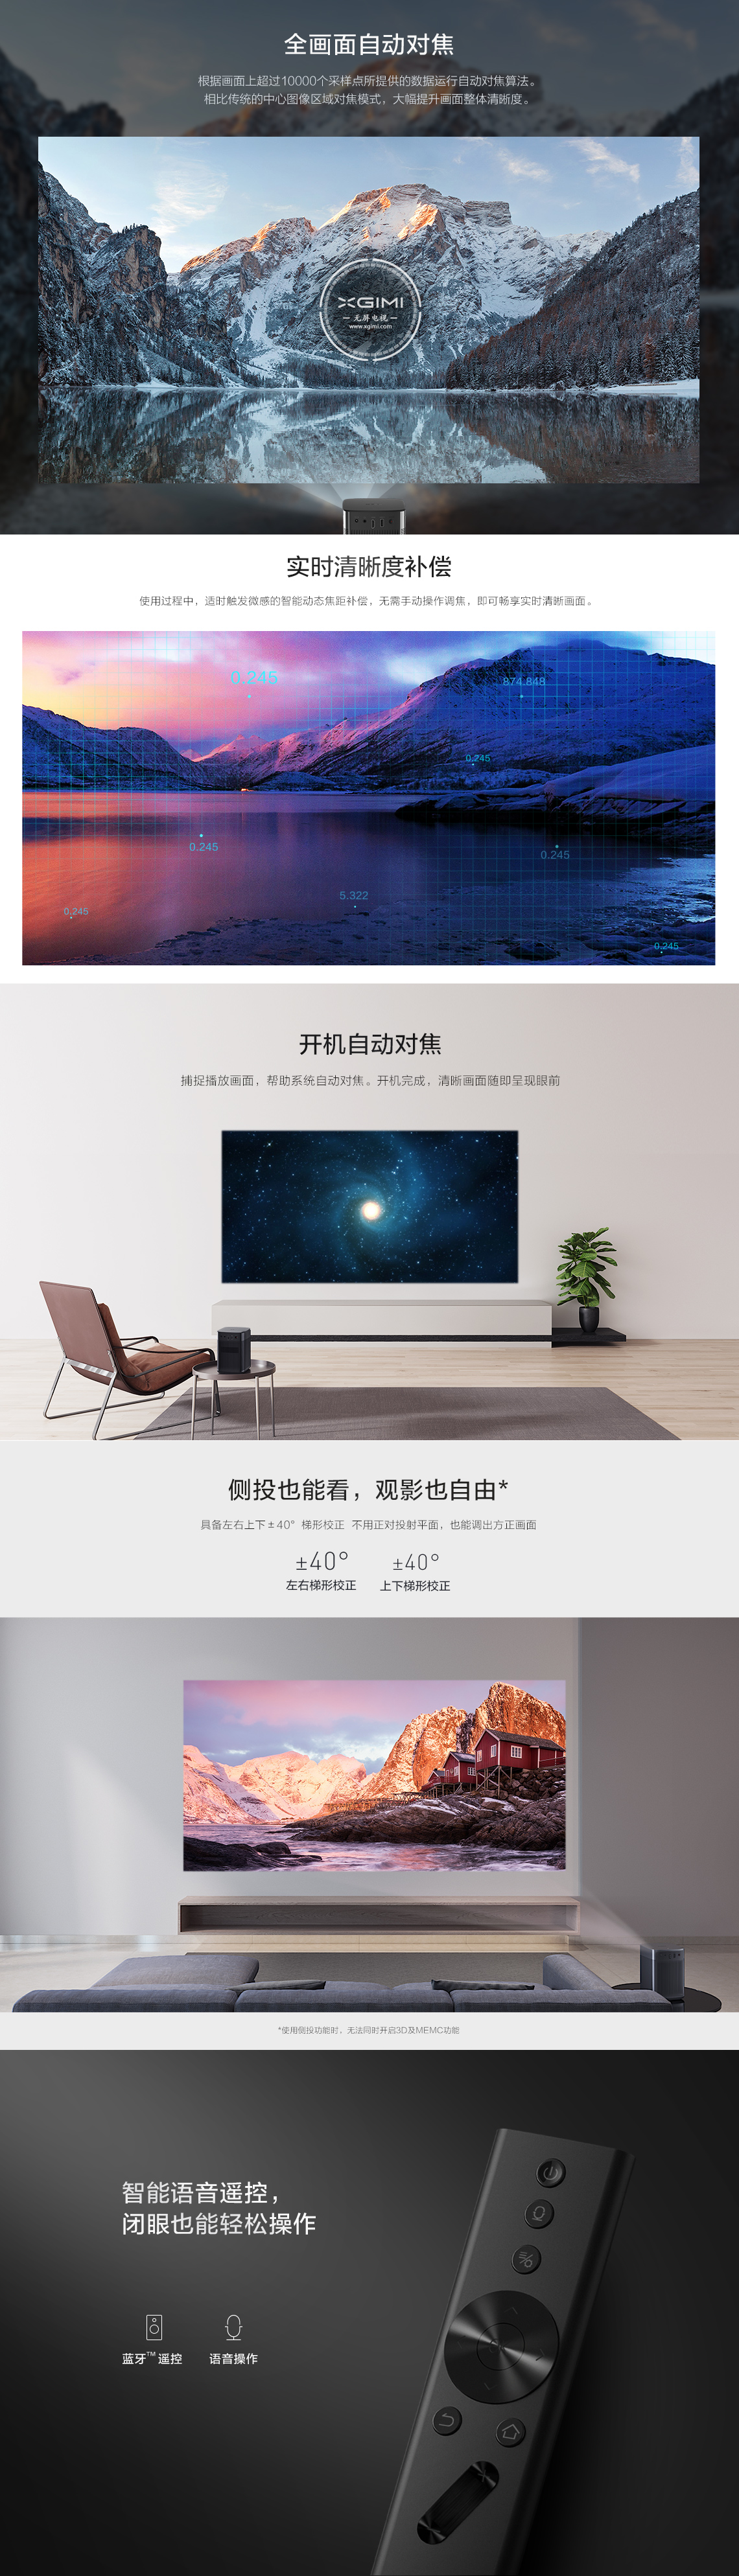 全画面自动对焦
根据画面上超过10000个采样点所提供的数据运行自动对焦算法。
相比传统的中心图像区域对焦模式，大幅提升画面整体清晰度。
XGIMI
无屏电视
www.xgimi.com
实时清晰度补偿
使用过程中，适时触发微感的智能动态焦距补偿，无需手动操作调焦，即可畅享实时清晰画面。
0.245
874.848
0.245
0.245
0.245
5.322
0.245
0.245
开机自动对焦
捕捉播放画面，帮助系统自动对焦。开机完成，清晰画面随即呈现眼前
侧投也能看，观影也自由*
具备左右上下±40° 梯形校正 不用正对投射平面，也能调出方正画面
±40° ±40°
左右梯形校正 上下梯形校正
*使用侧投功能时，无法同时开启3D及MEMC功能
智能语音遥控，
闭眼也能轻松操作
蓝牙™遥控 语音操作